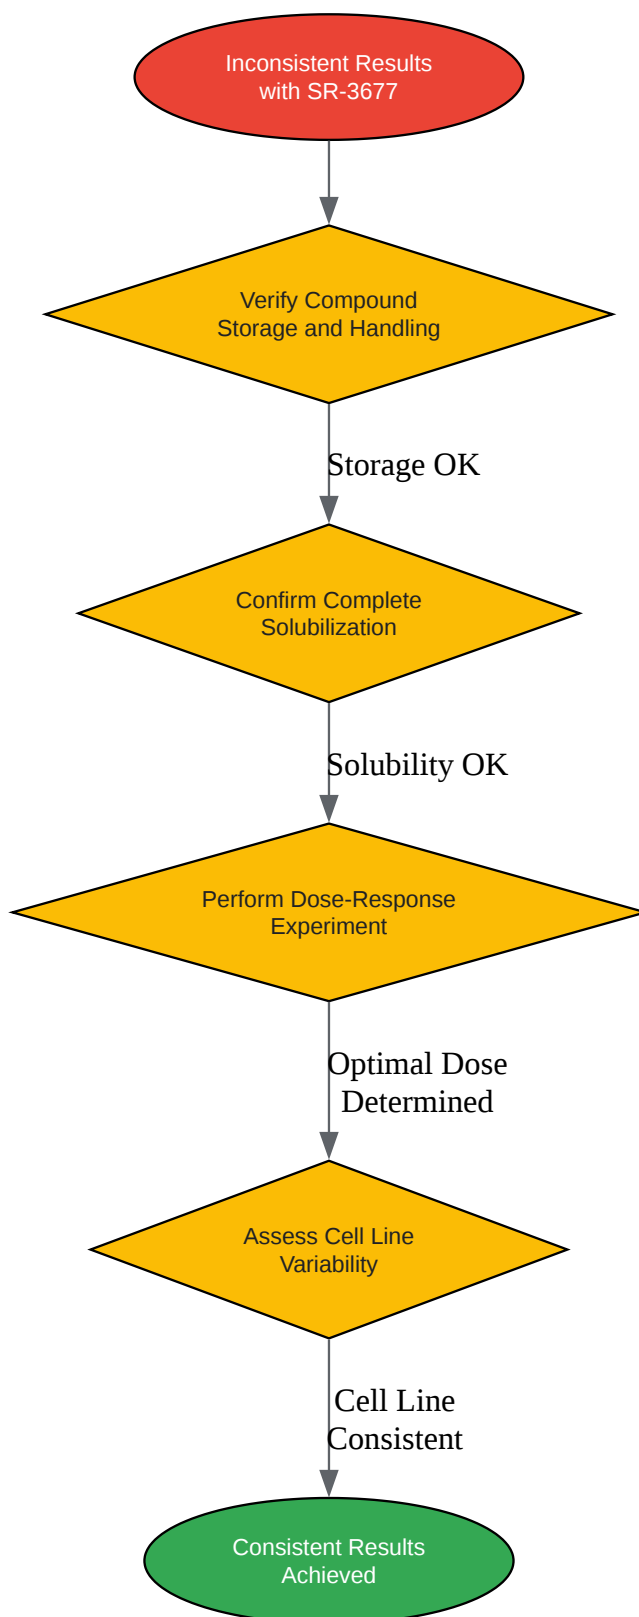 Inconsistent Results
with SR-3677
Verify Compound
Storage and Handling
Storage OK
Confirm Complete
Solubilization
Solubility OK
Perform Dose-Response
Experiment
Optimal Dose
Determined
Assess Cell Line
Variability
Cell Line
Consistent
Consistent Results
Achieved